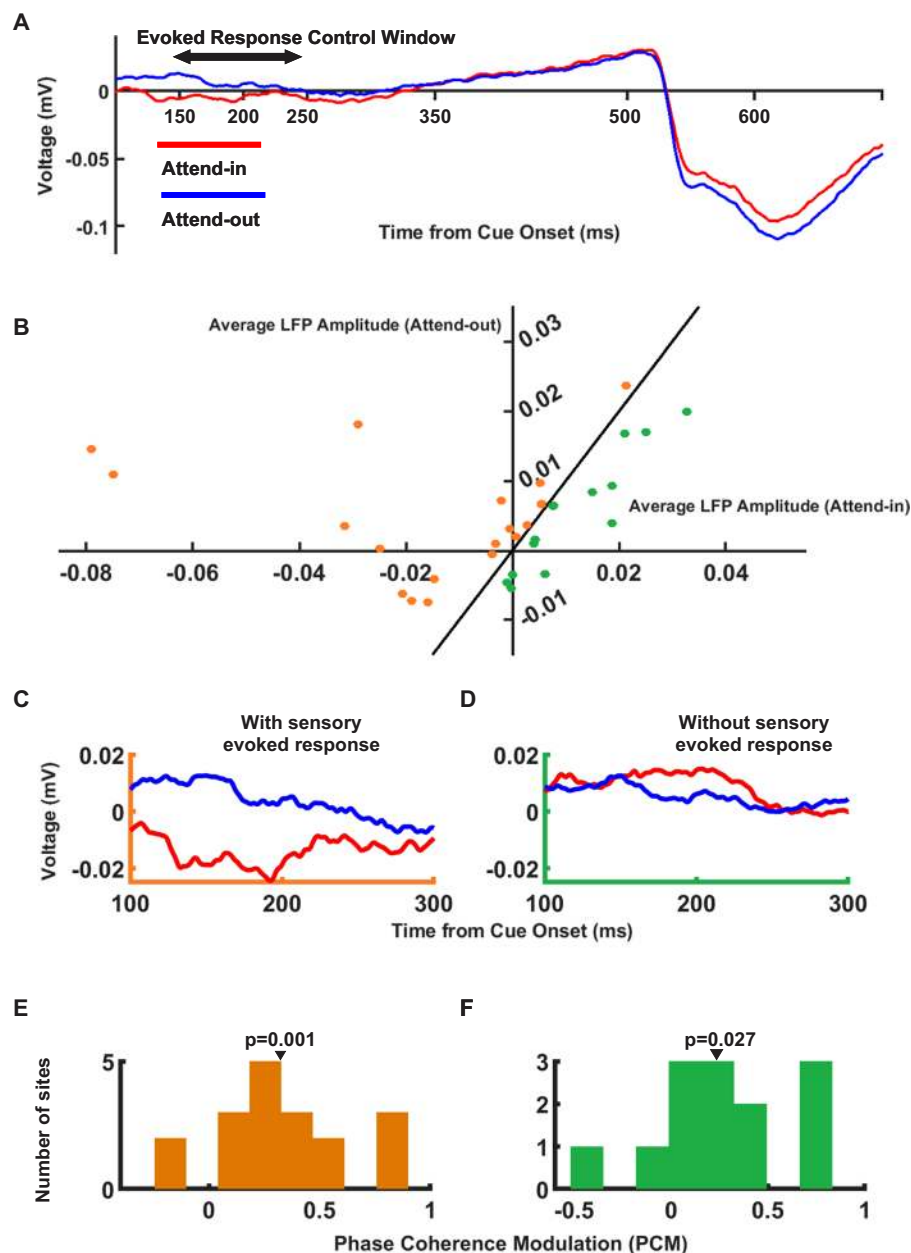 A
Evoked Response Control Window
Voltage (mV)
0
-0.05
-0.1
150 200 250 350 500 600
Attend-in
Attend-out
Time from Cue Onset (ms)
B
Average LFP Amplitude (Attend-out)
0.03
0.02
0.01
-0.01
Average LFP Amplitude (Attend-in)
-0.08 -0.06 -0.04 -0.02 0 0.02 0.04
C
With sensory
evoked response
Voltage (mV)
0.02
0
-0.02
100 200 300
D
Without sensory
evoked response
0.02
0
-0.02
100 200 300
Time from Cue Onset (ms)
E
p=0.001
Number of sites
5
0
0 0.5 1
F
p=0.027
3
2
1
0
-0.5 0 0.5 1
Phase Coherence Modulation (PCM)